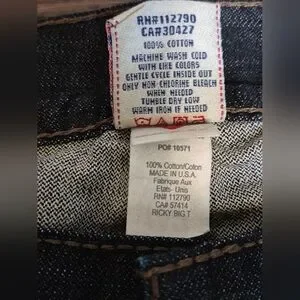 RN#112790
CA#30427
100% COTTON
MACHINE WASH COLD
WITH LIKE COLORS
GENTLE CYCLE INSIDE OUT
ONLY NON-CHLORINE BLEACH
WHEN NEEDED
TUMBLE DRY LOW
WARM IRON IF NEEDED
PO# 10571
100% Cotton/Coton
MADE IN U.S.A.
Fabrique Aux
Etats- Unis
RN# 112790
CA# 57414
RICKY BIG T